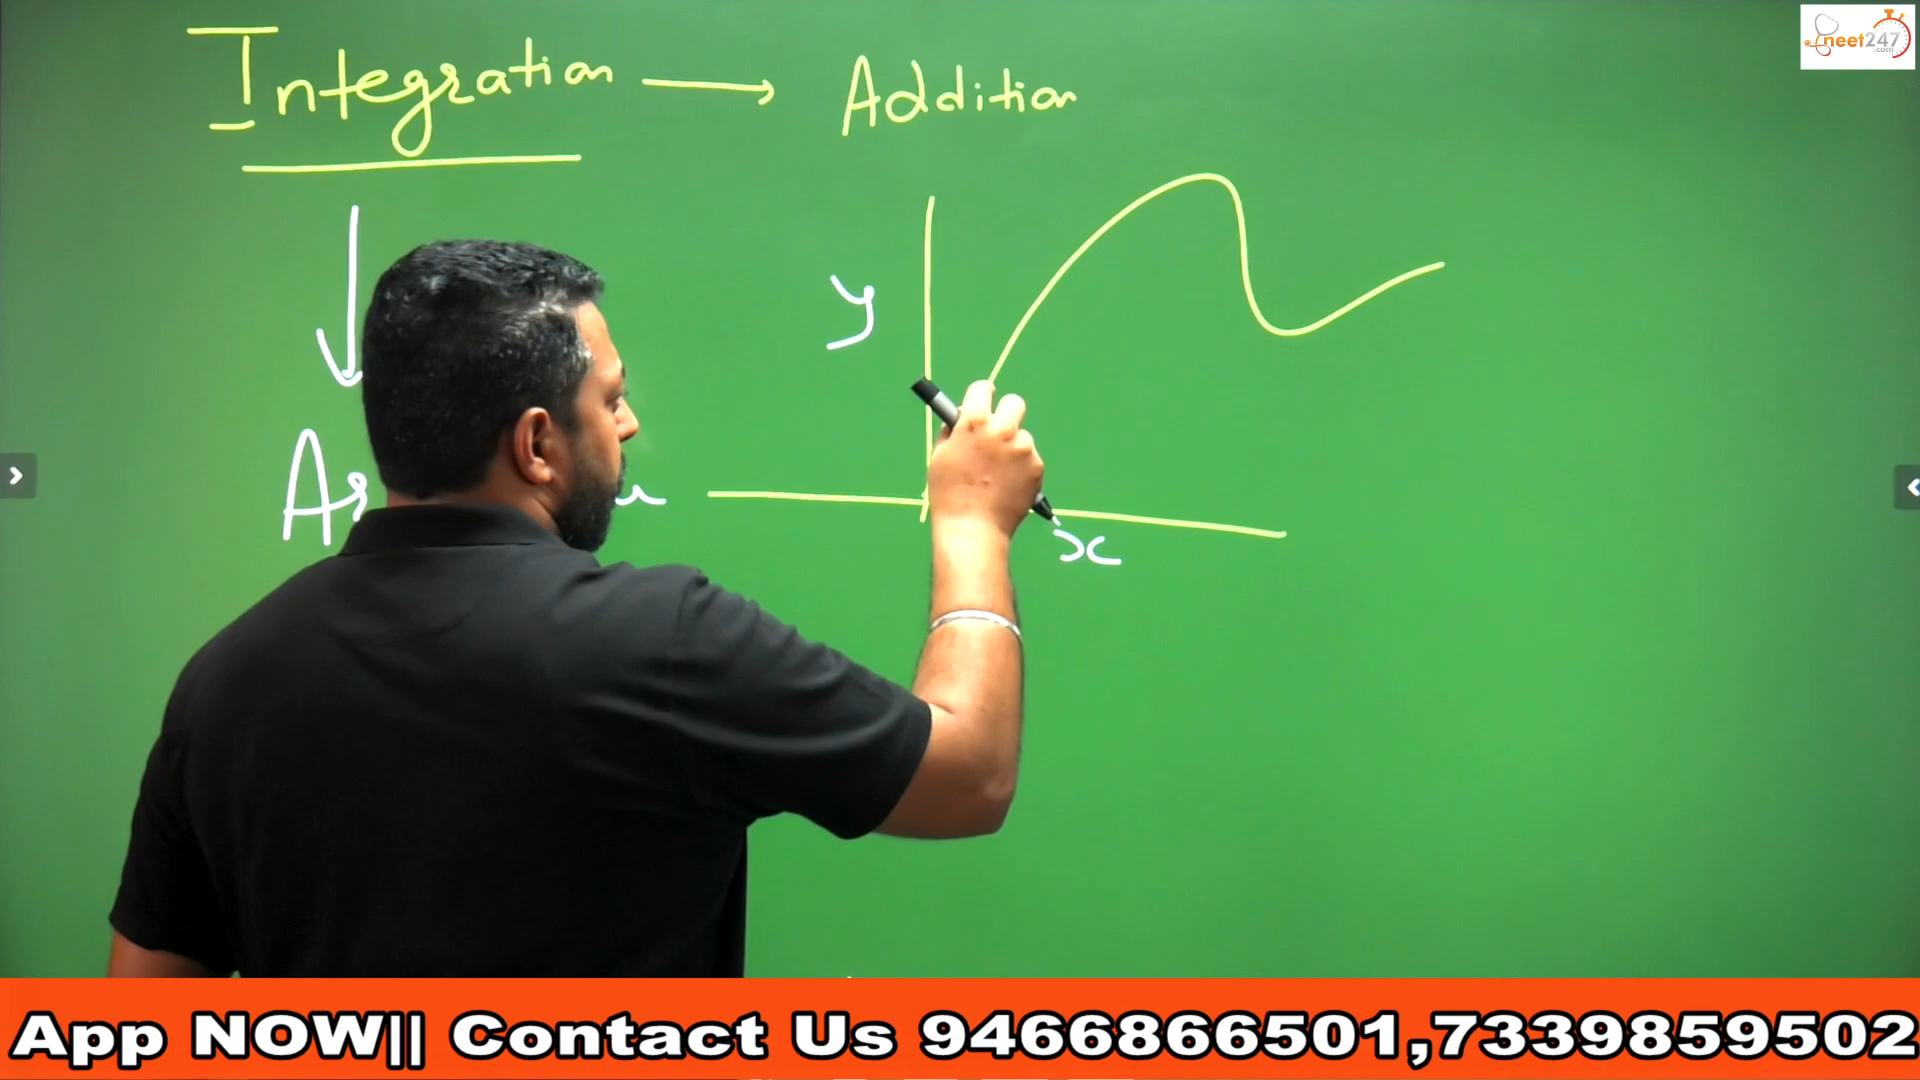 Integration → Addition
y
x
neet247
.com
App NOW|| Contact Us 9466866501,7339859502